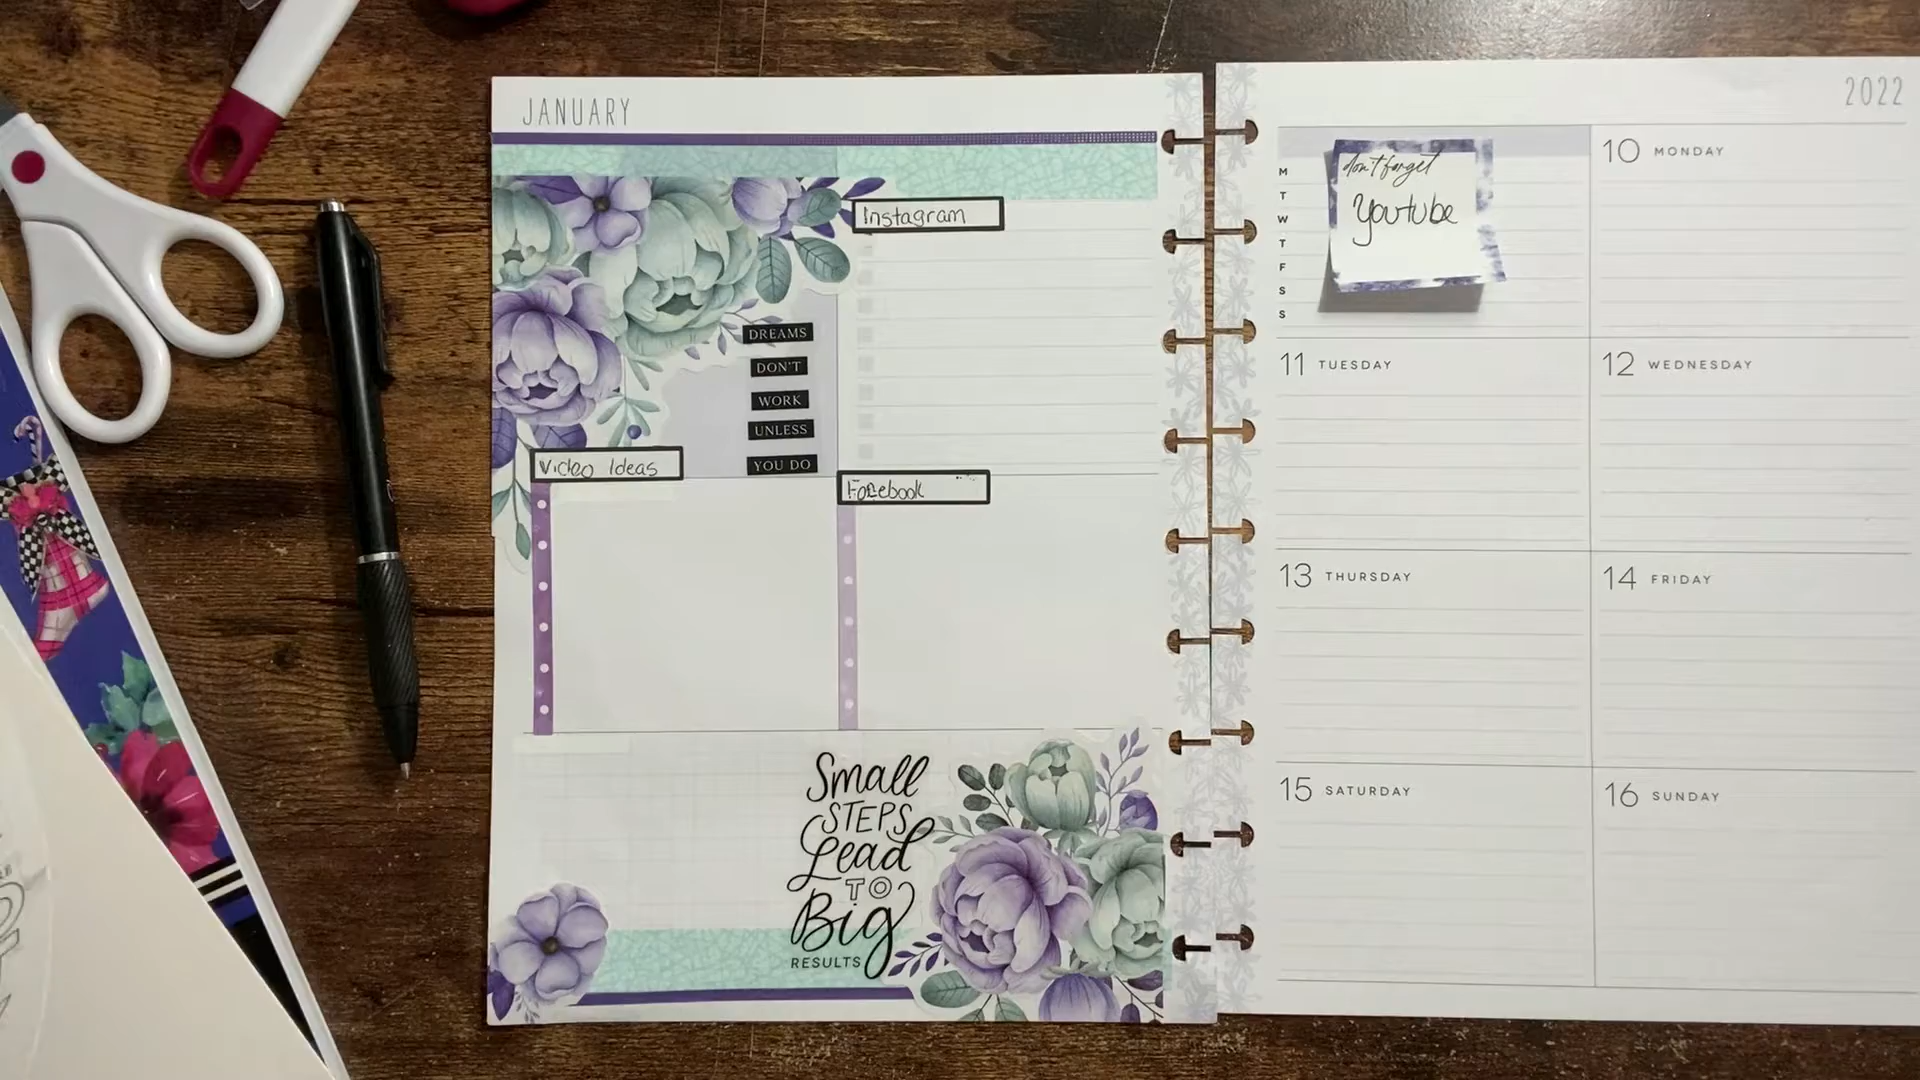 JANUARY
Instagram
DREAMS
DON'T
WORK
UNLESS
YOU DO
Video Ideas
Facebook
Small
STEPS
Lead
TO
Big
RESULTS
2022
don't forget
Youtube
M
T
W
T
F
S
S
10 MONDAY
11 TUESDAY
12 WEDNESDAY
13 THURSDAY
14 FRIDAY
15 SATURDAY
16 SUNDAY